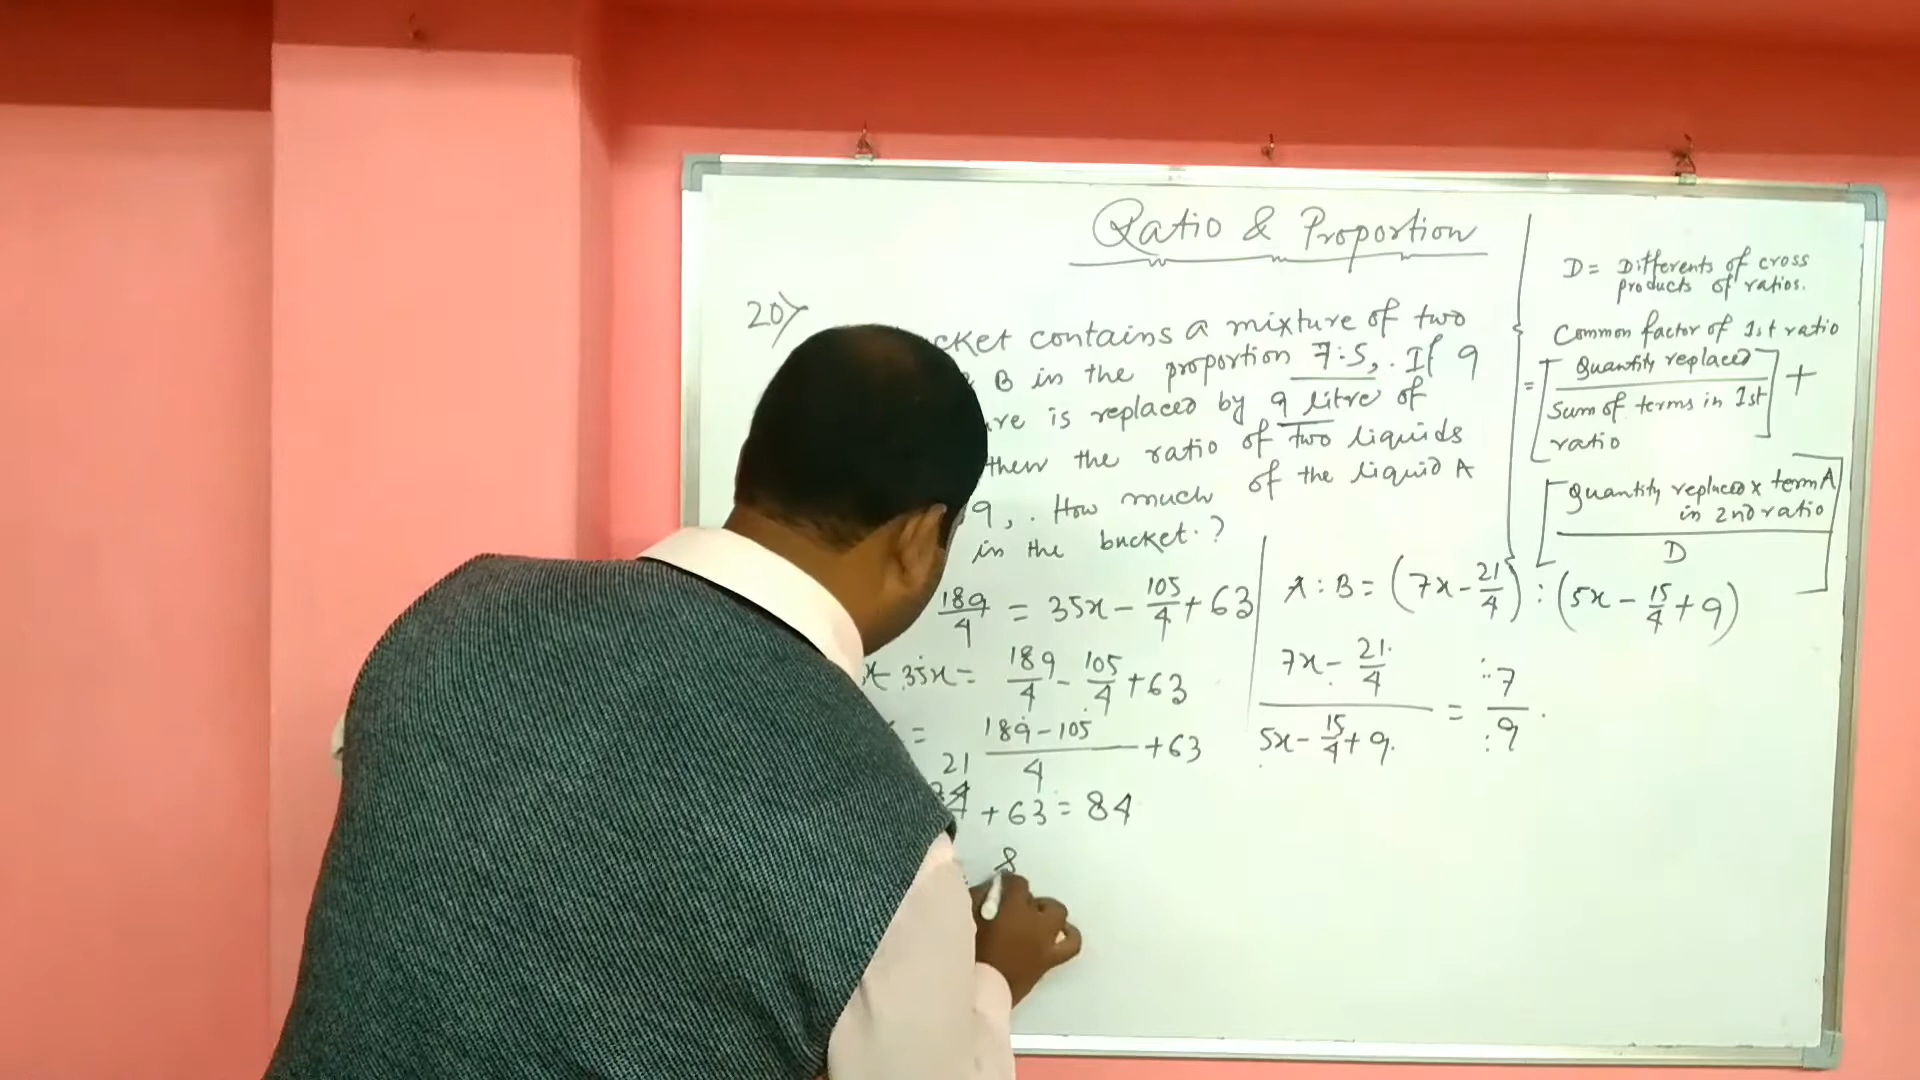 Ratio & Proportion
20>
cket contains a mixture of two
B in the proportion 7:5, . If 9
re is replaced by 9 litre of
then the ratio of two liquids
9, . How much of the liquid A
in the bucket . ?
189/4 = 35x - 105/4 + 63
35x = 189/4 - 105/4 + 63
= (189 - 105)/4 + 63
21
84 + 63 = 84
8
A : B = (7x - 21/4) : (5x - 15/4 + 9)
(7x - 21/4)/(5x - 15/4 + 9) = 7/9
D = Differents of cross
products of ratios.
Common factor of 1st ratio
= [Quantity replaced / Sum of terms in 1st ratio] +
[Quantity replaced x term A in 2nd ratio / D]